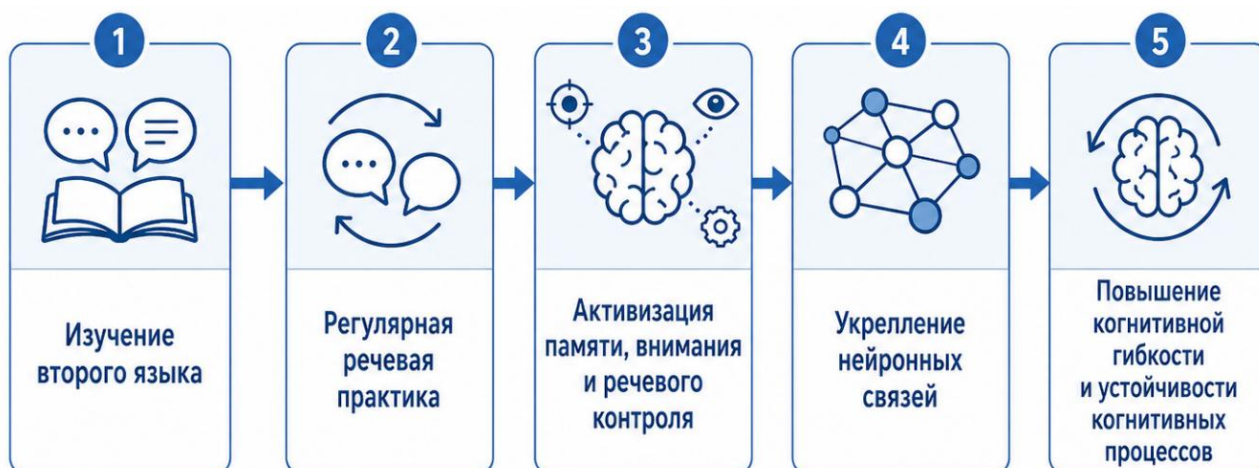 1
Изучение
второго языка
2
Регулярная
речевая
практика
3
Активизация
памяти, внимания
и речевого
контроля
4
Укрепление
нейронных
связей
5
Повышение
когнитивной
гибкости
и устойчивости
когнитивных
процессов